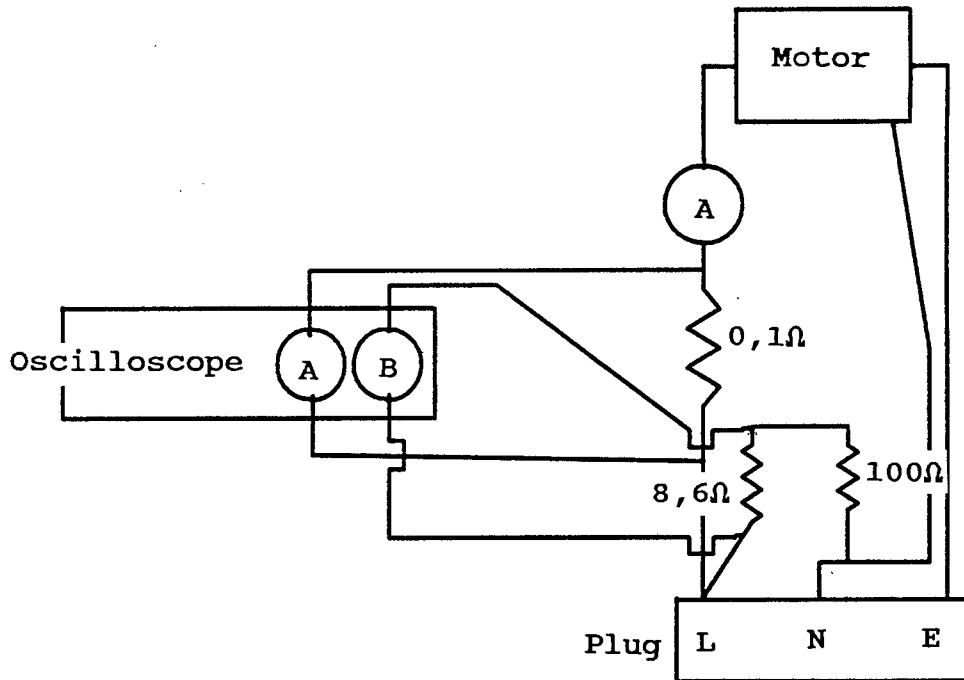 Motor
A
0,1Ω
Oscilloscope
A
B
8,6Ω
100Ω
Plug
L
N
E